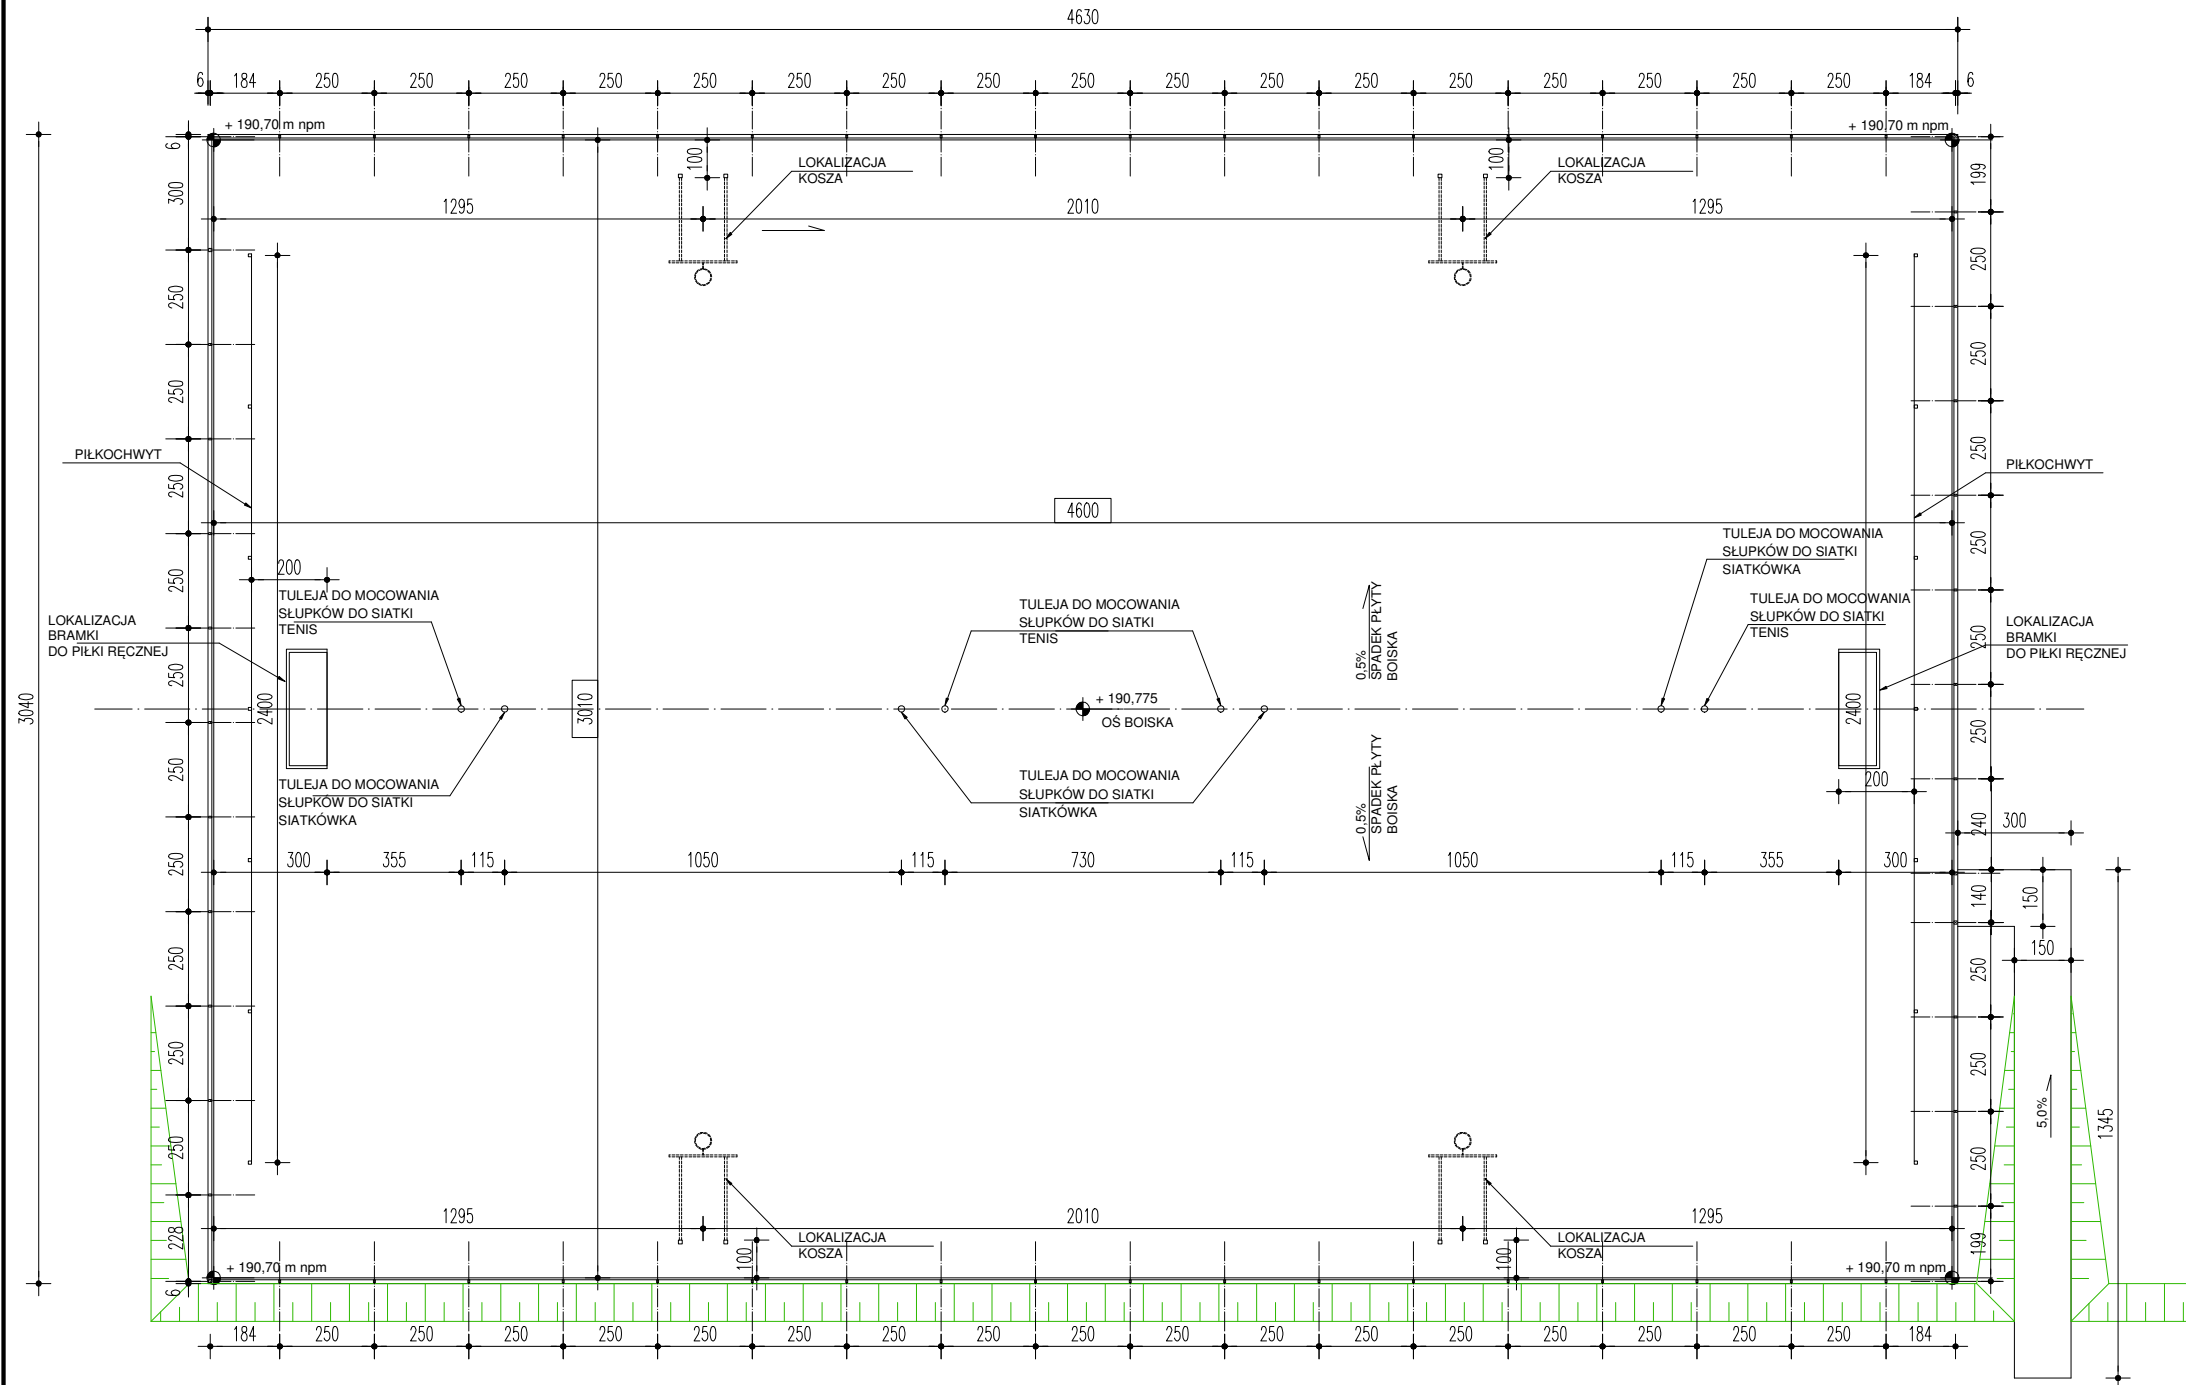 4630
6 184 250 250 250 250 250 250 250 250 250 250 250 250 250 250 250 250 250 184 6
+ 190,70 m npm
+ 190,70 m npm
6
300
250
250
250
250
250
250
250
250
250
250
228
6
3040
100
LOKALIZACJA
KOSZA
100
LOKALIZACJA
KOSZA
1295 2010 1295
199
250
250
250
250
250
250
240
140
250
250
250
199
PIŁKOCHWYT
PIŁKOCHWYT
4600
200
TULEJA DO MOCOWANIA
SŁUPKÓW DO SIATKI
TENIS
LOKALIZACJA
BRAMKI
DO PIŁKI RĘCZNEJ
2400
3010
TULEJA DO MOCOWANIA
SŁUPKÓW DO SIATKI
SIATKÓWKA
TULEJA DO MOCOWANIA
SŁUPKÓW DO SIATKI
TENIS
+ 190,775
OŚ BOISKA
TULEJA DO MOCOWANIA
SŁUPKÓW DO SIATKI
SIATKÓWKA
0,5%
SPADEK PŁYTY
BOISKA
0,5%
SPADEK PŁYTY
BOISKA
TULEJA DO MOCOWANIA
SŁUPKÓW DO SIATKI
SIATKÓWKA
TULEJA DO MOCOWANIA
SŁUPKÓW DO SIATKI
TENIS
LOKALIZACJA
BRAMKI
DO PIŁKI RĘCZNEJ
2400
200
300
300 355 115 1050 115 730 115 1050 115 355 300
150
150
5,0%
1345
1295 2010 1295
LOKALIZACJA
KOSZA
100
LOKALIZACJA
KOSZA
100
+ 190,70 m npm
+ 190,70 m npm
184 250 250 250 250 250 250 250 250 250 250 250 250 250 250 250 250 250 184